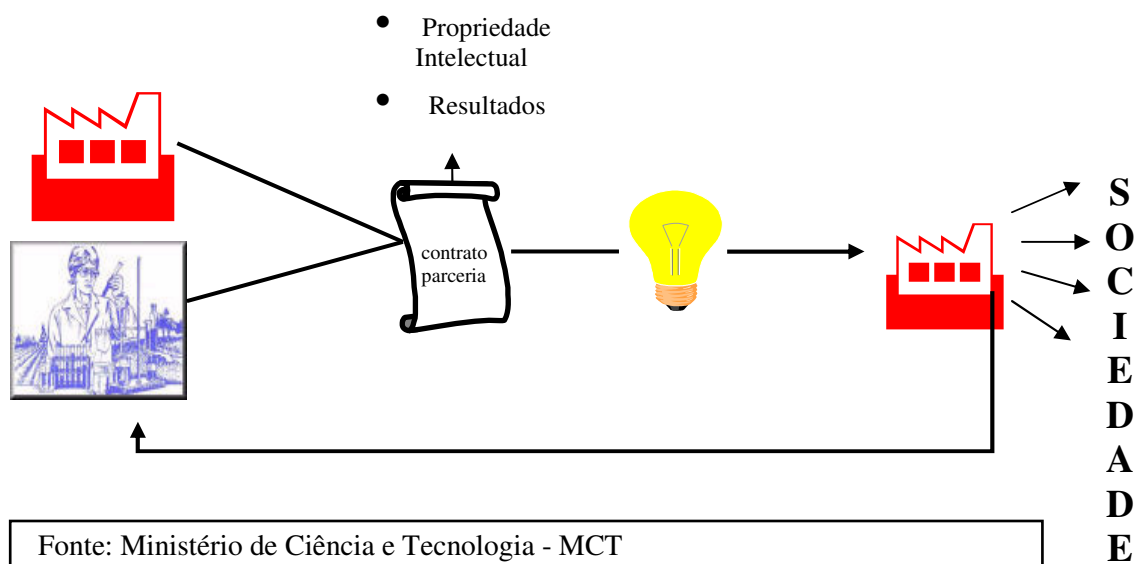 • Propriedade
Intelectual
• Resultados
contrato
parceria
S
O
C
I
E
D
A
D
E
Fonte: Ministério de Ciência e Tecnologia - MCT